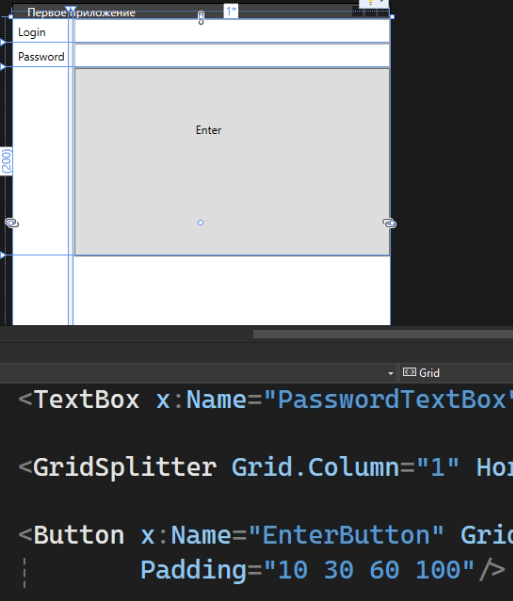 Первое приложение
1*
Login
Password
Enter
(200)
Grid
<TextBox x:Name="PasswordTextBox"
<GridSplitter Grid.Column="1" Hor
<Button x:Name="EnterButton" Grid
Padding="10 30 60 100"/>